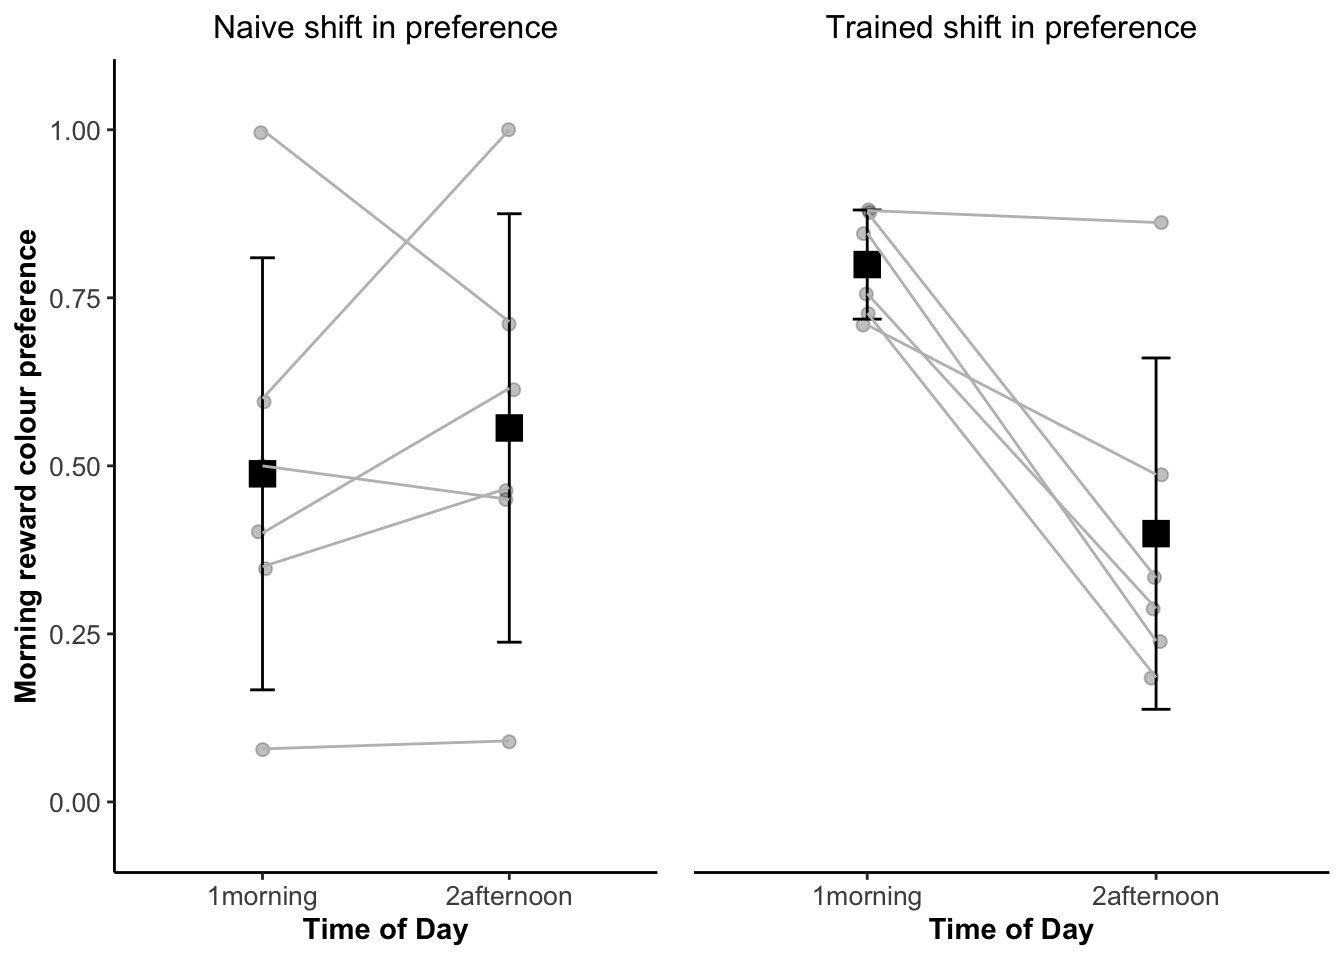 Naive shift in preference
Trained shift in preference
Morning reward colour preference
1.00
0.75
0.50
0.25
0.00
1morning
2afternoon
1morning
2afternoon
Time of Day
Time of Day